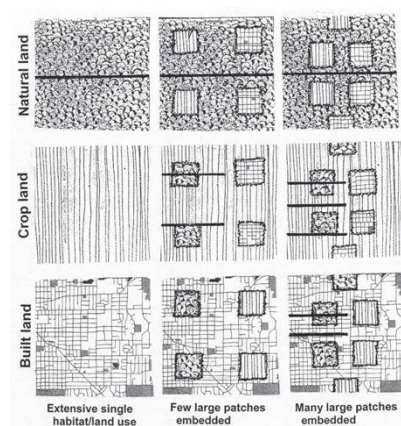 Natural land
Crop land
Built land
Extensive single
habitat/land use
Few large patches
embedded
Many large patches
embedded